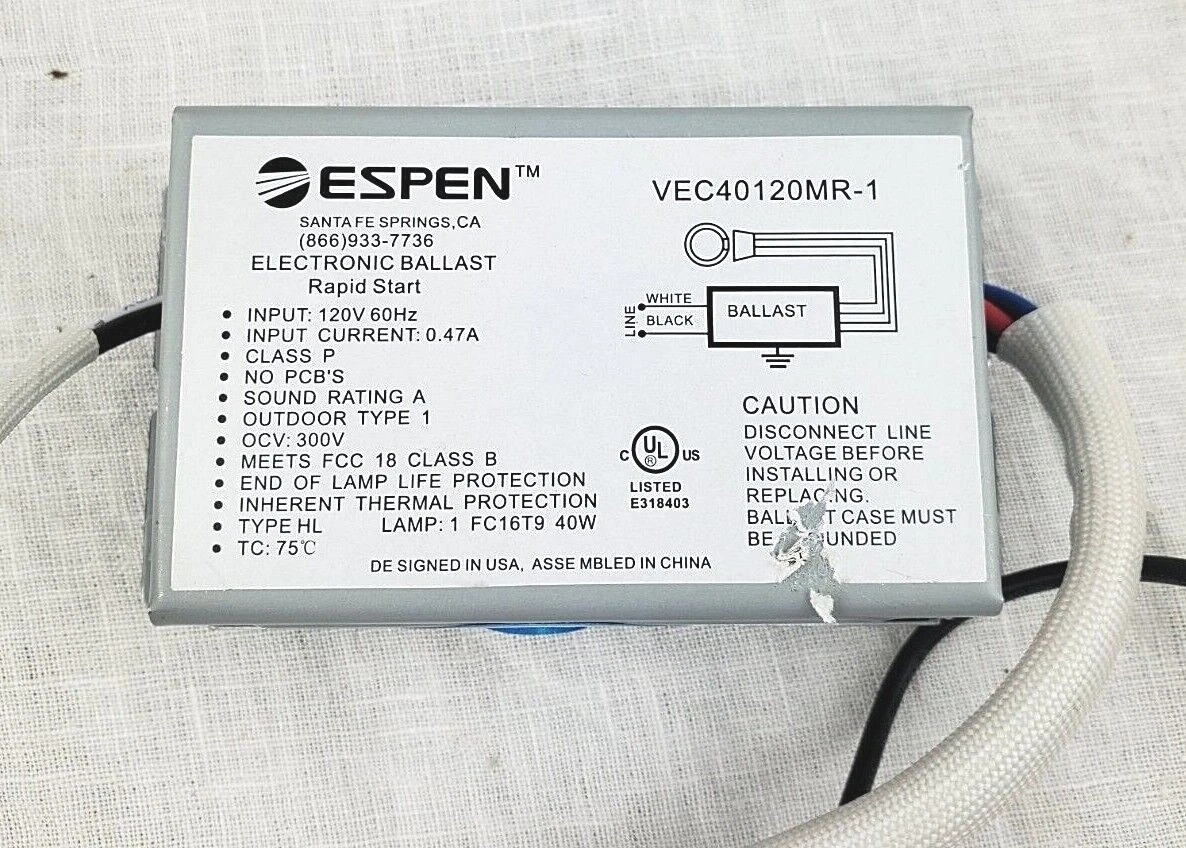 ESPEN™
SANTA FE SPRINGS,CA
(866)933-7736
ELECTRONIC BALLAST
Rapid Start
• INPUT: 120V 60Hz
• INPUT CURRENT: 0.47A
• CLASS P
• NO PCB'S
• SOUND RATING A
• OUTDOOR TYPE 1
• OCV: 300V
• MEETS FCC 18 CLASS B
• END OF LAMP LIFE PROTECTION
• INHERENT THERMAL PROTECTION
• TYPE HL LAMP: 1 FC16T9 40W
• TC: 75℃
VEC40120MR-1
LINE
WHITE
BLACK
BALLAST
C UL® US
LISTED
E318403
CAUTION
DISCONNECT LINE
VOLTAGE BEFORE
INSTALLING OR
REPLACING.
CASE MUST
BE
DE SIGNED IN USA, ASSE MBLED IN CHINA